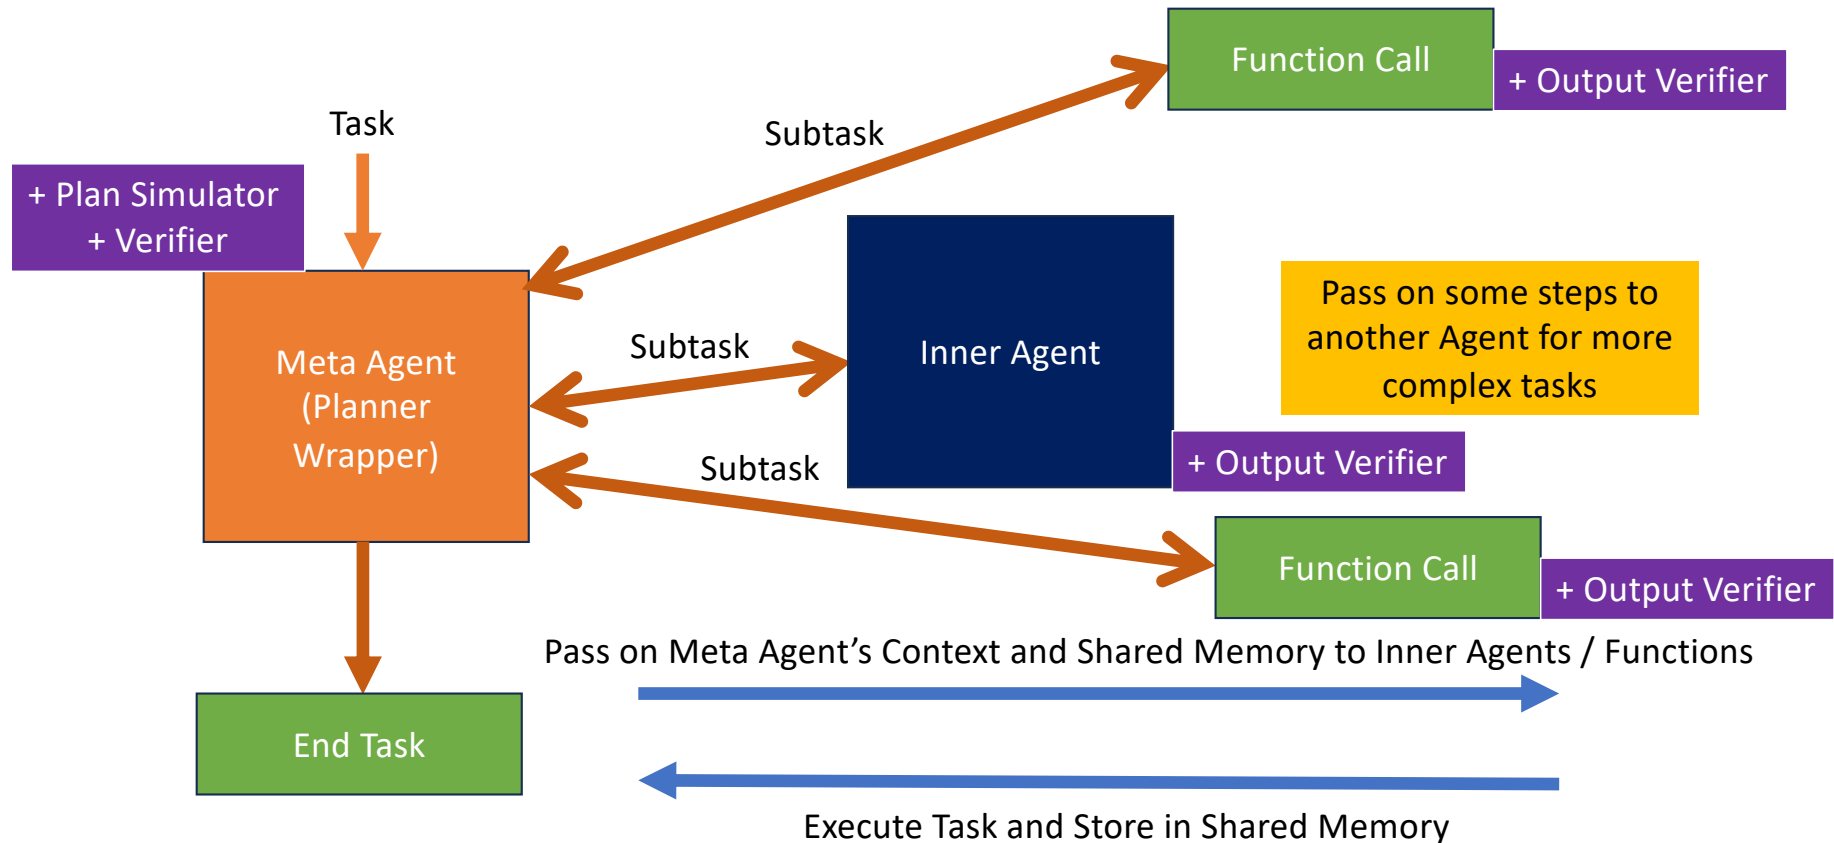 Function Call
+ Output Verifier
Task
Subtask
+ Plan Simulator
+ Verifier
Meta Agent
(Planner
Wrapper)
Subtask
Inner Agent
Pass on some steps to
another Agent for more
complex tasks
+ Output Verifier
Subtask
Function Call
+ Output Verifier
Pass on Meta Agent’s Context and Shared Memory to Inner Agents / Functions
End Task
Execute Task and Store in Shared Memory